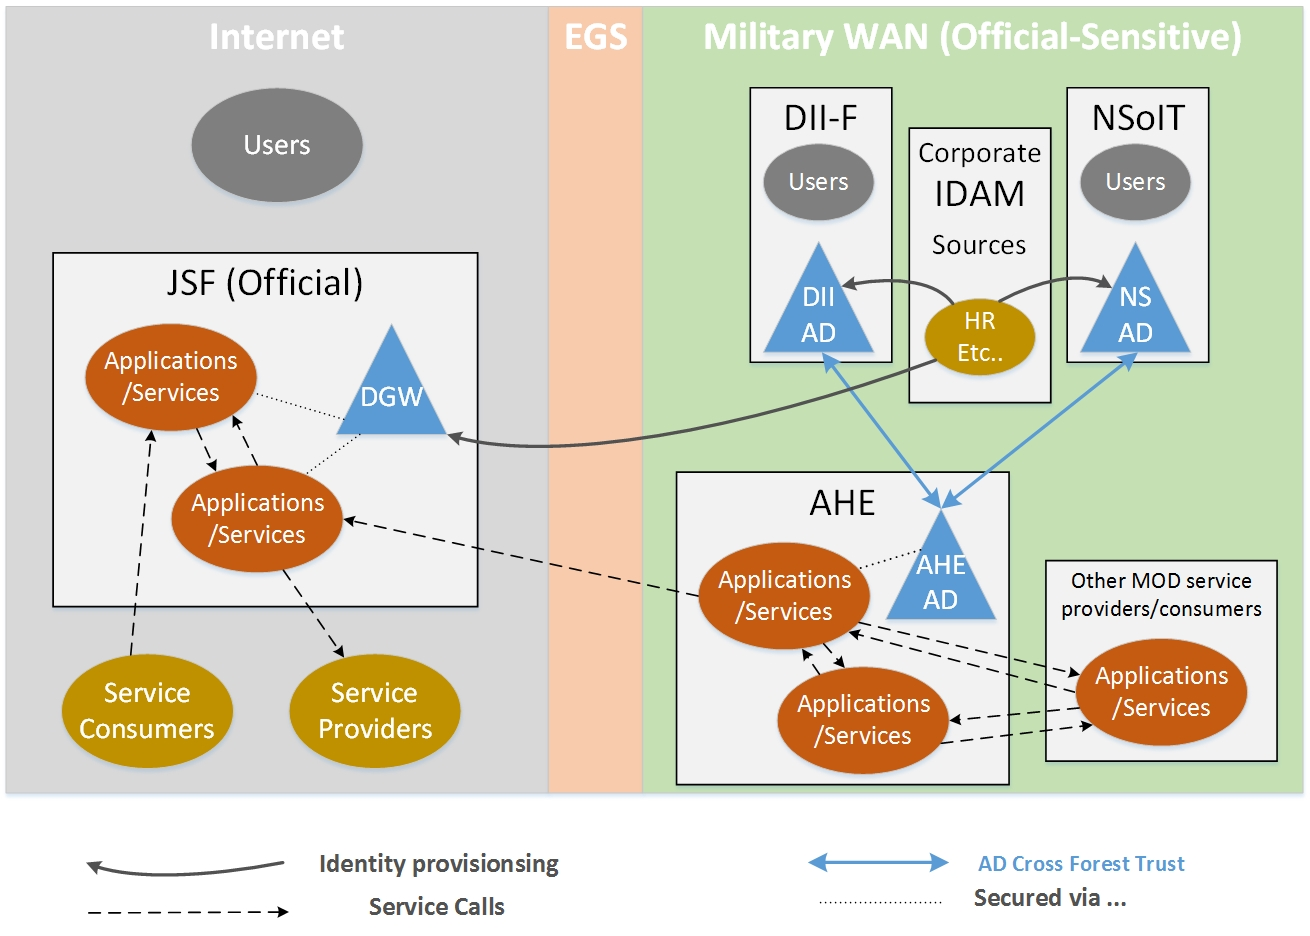 Internet
EGS
Military WAN (Official-Sensitive)
Users
JSF (Official)
Applications
/Services
DGW
Applications
/Services
Service
Consumers
Service
Providers
DII-F
Users
DII
AD
Corporate
IDAM
Sources
HR
Etc..
NSoIT
Users
NS
AD
AHE
Applications
/Services
AHE
AD
Applications
/Services
Other MOD service
providers/consumers
Applications
/Services
Identity provisionsing
Service Calls
AD Cross Forest Trust
Secured via ...